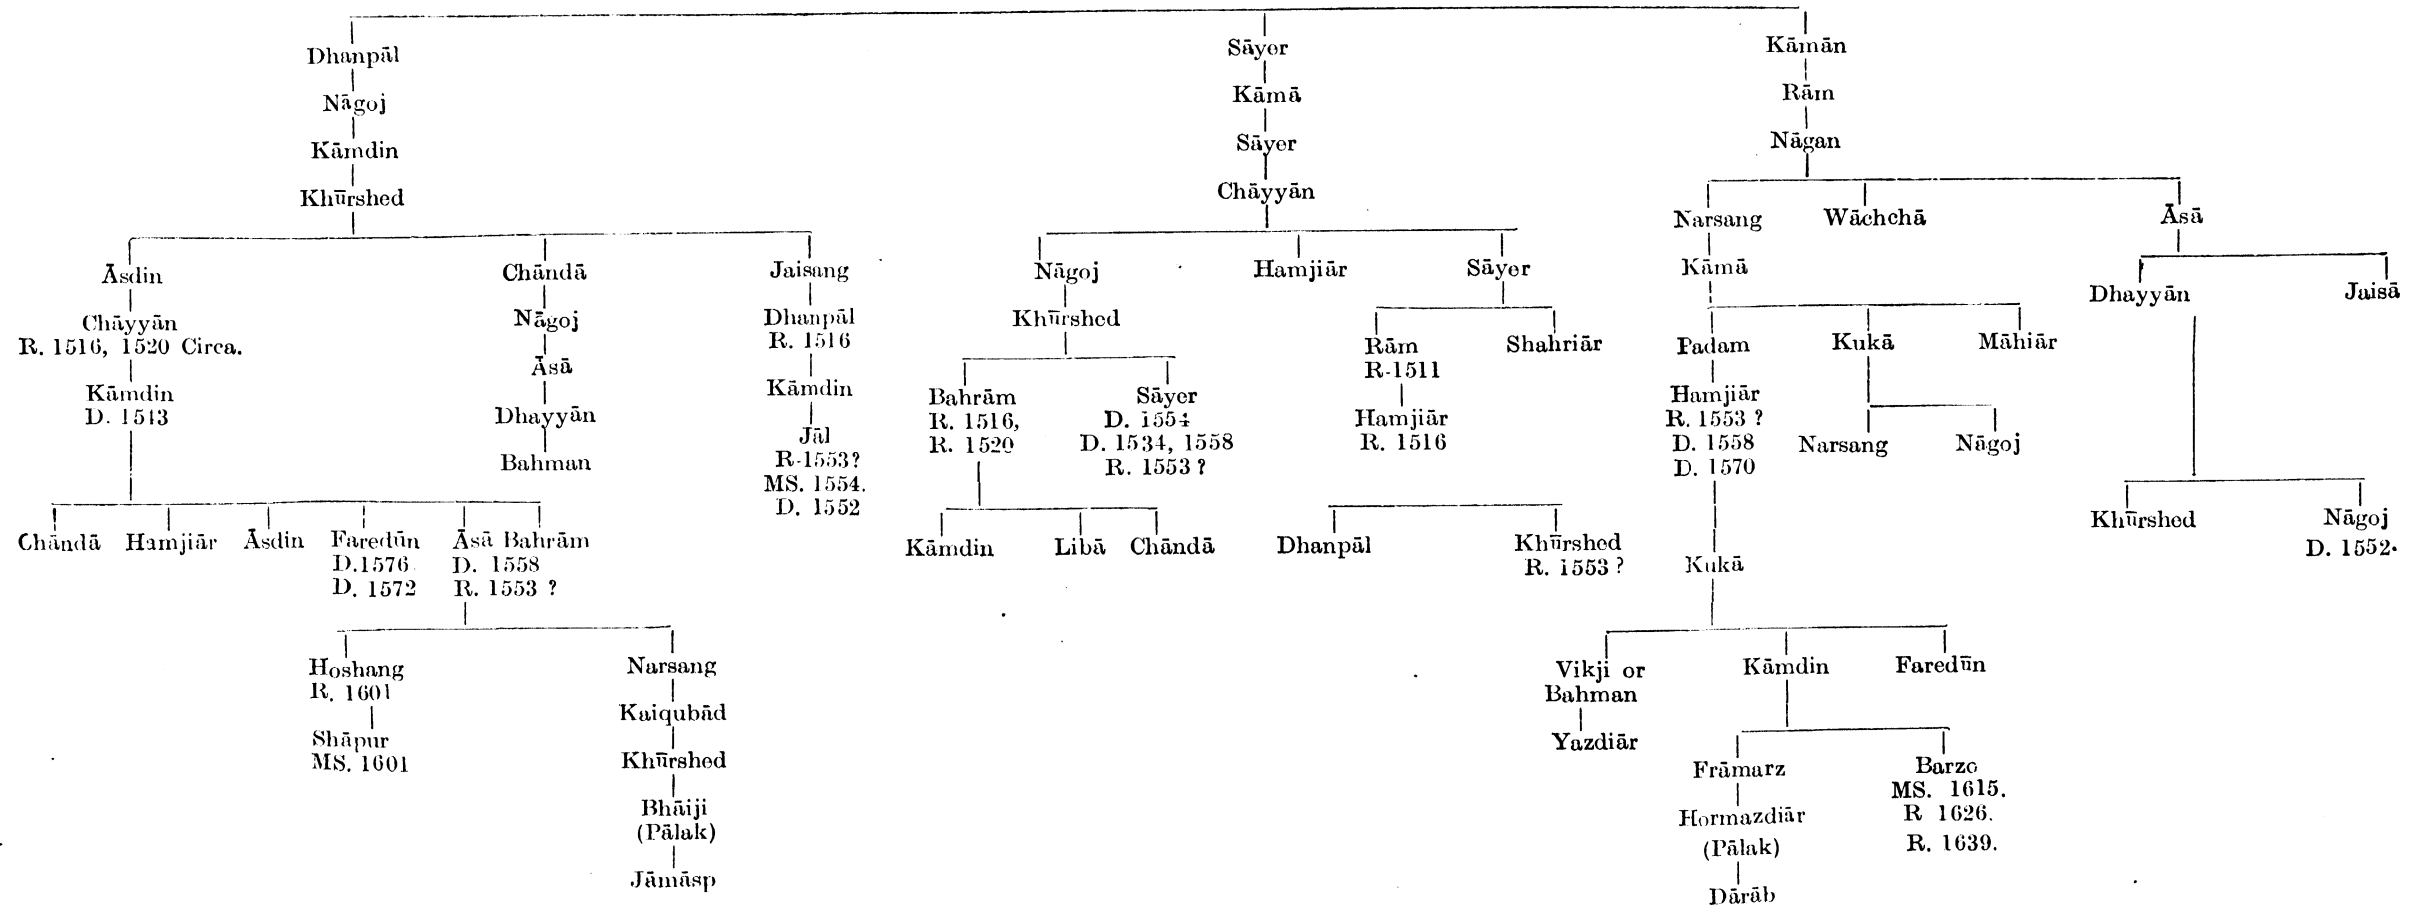 Dhanpāl
Sāyer
Kāmān
Nāgoj
Kāmā
Rām
Kāmdin
Sāyer
Nāgan
Khūrshed
Chāyyān
Narsang Wāchchā Āsā
Āsdin Chāndā Jaisang
Nāgoj Hamjiār Sāyer
Kāmā
Dhayyān Jaisā
Chāyyān
R. 1516, 1520 Circa.
Nāgoj
Dhanpāl
R. 1516
Khūrshed
Rām
R-1511
Shahriār
Padam Kukā Māhiār
Āsā
Kāmdin
D. 1543
Kāmdin
Bahrām
R. 1516,
R. 1520
Sāyer
D. 1554
D. 1534, 1558
R. 1553 ?
Hamjiār
R. 1516
Hamjiār
R. 1553 ?
D. 1558
D. 1570
Narsang Nāgoj
Dhayyān
Jāl
R-1553?
MS. 1554.
D. 1552
Bahman
Chāndā Hamjiār Āsdin Faredūn
D.1576
D. 1572
Āsā Bahrām
D. 1558
R. 1553 ?
Kāmdin Libā Chāndā
Dhanpāl Khūrshed
R. 1553 ?
Kukā
Khūrshed Nāgoj
D. 1552.
Hoshang
R. 1601
Narsang
Vikji or
Bahman
Kāmdin Faredūn
Shāpur
MS. 1601
Kaiqubād
Yazdiār
Khūrshed
Frāmarz
Barzo
MS. 1615.
R 1626.
R. 1639.
Bhāiji
(Pālak)
Hormazdiār
(Pālak)
Jāmāsp
Dārāb